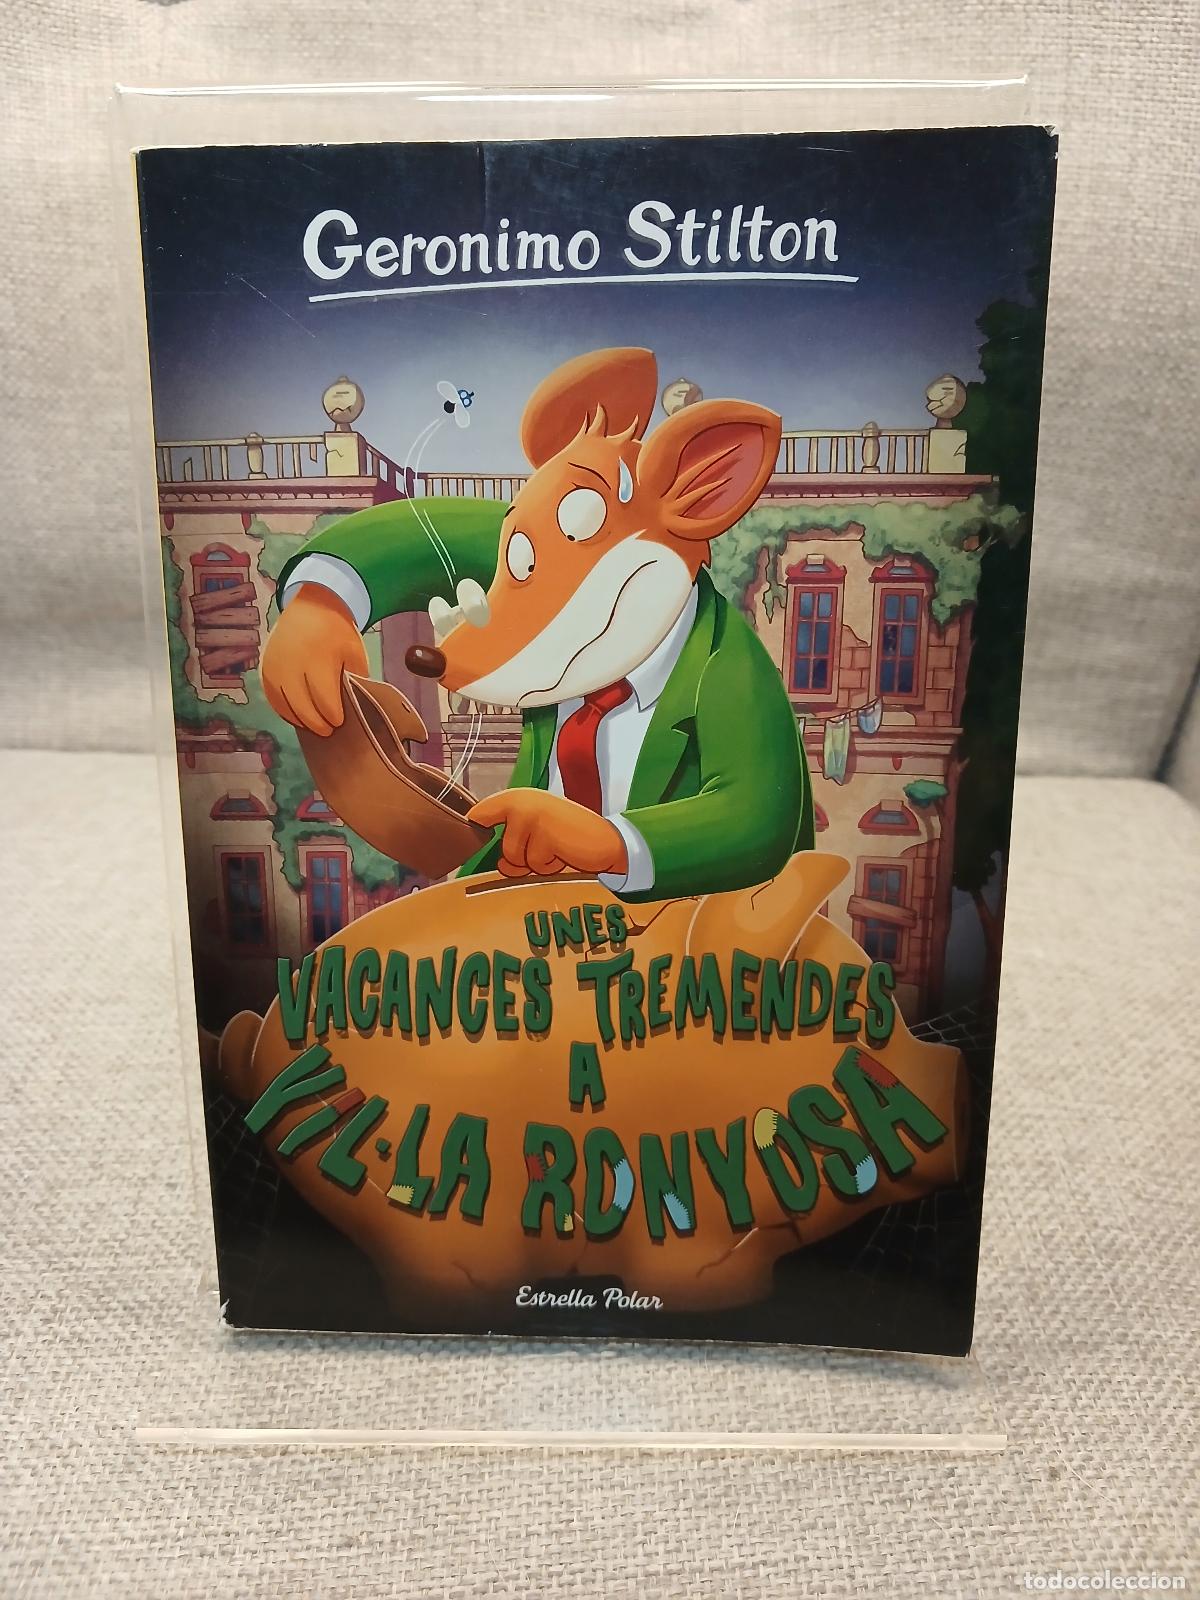 Geronimo Stilton
UNES
VACANCES TREMENDES
A
VIL·LA RONYOSA
Estrella Polar
todocoleccion